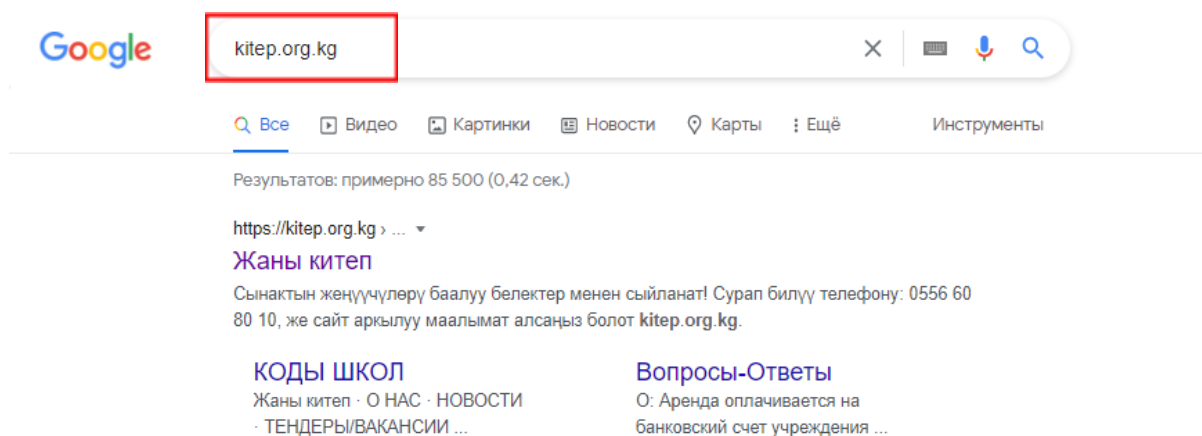 Google
kitep.org.kg
Все Видео Картинки Новости Карты Ещё Инструменты
Результатов: примерно 85 500 (0,42 сек.)
https://kitep.org.kg › ...
Жаны китеп
Сынактын жеңүүчүлөрү баалуу белектер менен сыйланат! Сурап билүү телефону: 0556 60
80 10, же сайт аркылуу маалымат алсаңыз болот kitep.org.kg.
КОДЫ ШКОЛ
Жаны китеп · О НАС · НОВОСТИ
· ТЕНДЕРЫ/ВАКАНСИИ ...
Вопросы-Ответы
О: Аренда оплачивается на
банковский счет учреждения ...